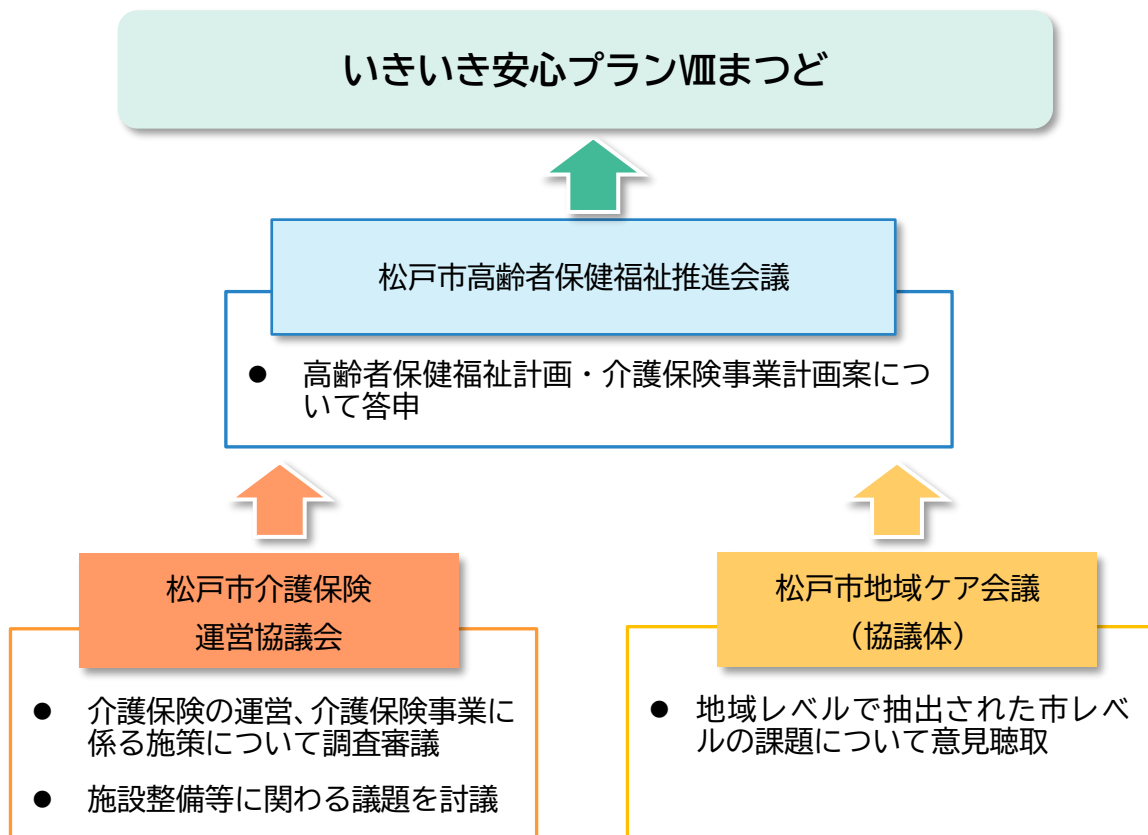 いきいき安心プランⅧまつど
松戸市高齢者保健福祉推進会議
● 高齢者保健福祉計画・介護保険事業計画案につ
いて答申
松戸市介護保険
運営協議会
● 介護保険の運営、介護保険事業に
係る施策について調査審議
● 施設整備等に関わる議題を討議
松戸市地域ケア会議
（協議体）
● 地域レベルで抽出された市レベ
ルの課題について意見聴取